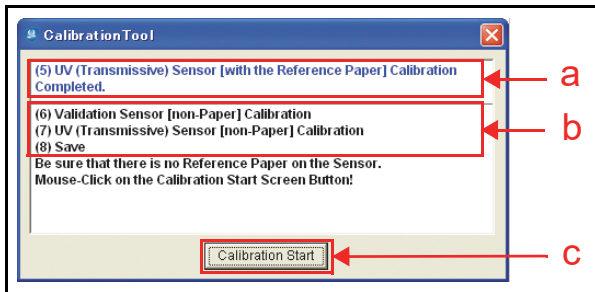 CalibrationTool
(5) UV (Transmissive) Sensor [with the Reference Paper] Calibration
Completed.
a
(6) Validation Sensor [non-Paper] Calibration
(7) UV (Transmissive) Sensor [non-Paper] Calibration
(8) Save
b
Be sure that there is no Reference Paper on the Sensor.
Mouse-Click on the Calibration Start Screen Button!
Calibration Start
c